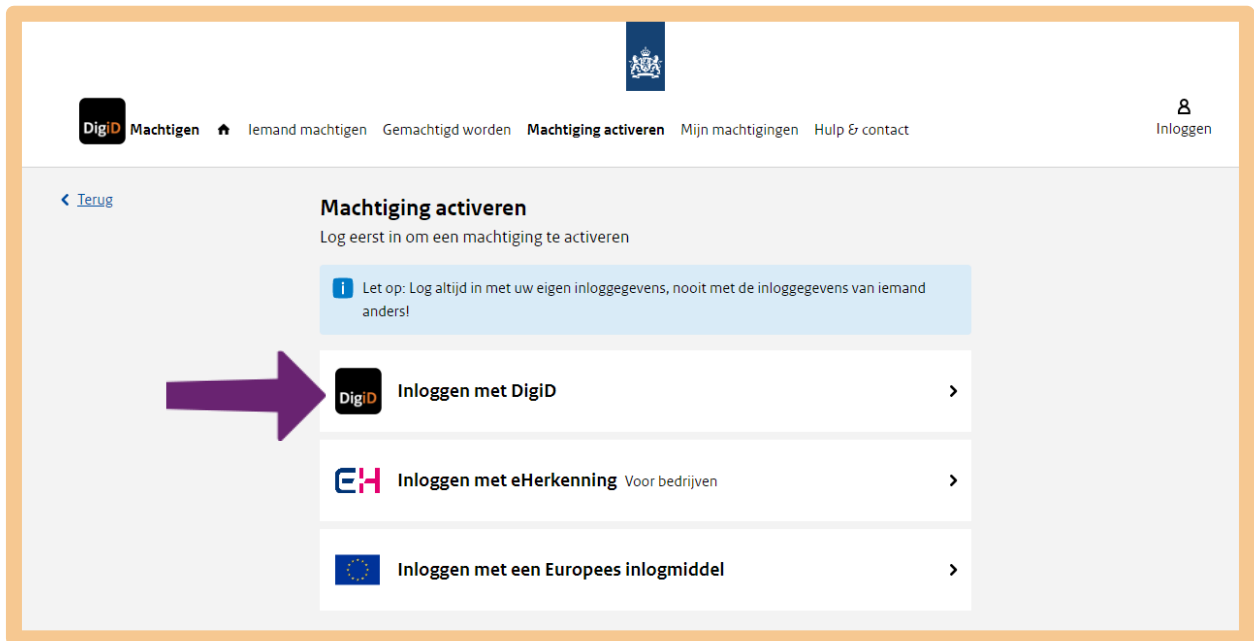 DigiD Machtigen Iemand machtigen Gemachtigd worden Machtiging activeren Mijn machtigingen Hulp & contact Inloggen
Terug
Machtiging activeren
Log eerst in om een machtiging te activeren
i Let op: Log altijd in met uw eigen inloggegevens, nooit met de inloggegevens van iemand
anders!
DigiD Inloggen met DigiD
EH Inloggen met eHerkenning Voor bedrijven
Inloggen met een Europees inlogmiddel